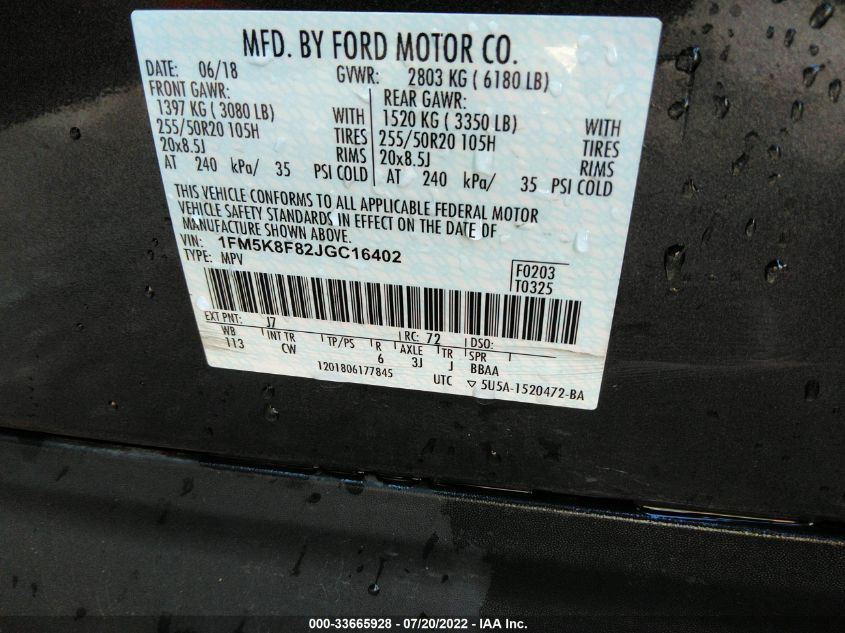 MFD. BY FORD MOTOR CO.
DATE: 06/18 GVWR: 2803 KG ( 6180 LB)
FRONT GAWR: REAR GAWR:
1397 KG ( 3080 LB) WITH 1520 KG ( 3350 LB) WITH
255/50R20 105H TIRES 255/50R20 105H TIRES
20x8.5J RIMS 20x8.5J RIMS
AT 240 kPa/ 35 PSI COLD AT 240 kPa/ 35 PSI COLD
THIS VEHICLE CONFORMS TO ALL APPLICABLE FEDERAL MOTOR
VEHICLE SAFETY STANDARDS IN EFFECT ON THE DATE OF
MANUFACTURE SHOWN ABOVE.
VIN: 1FM5K8F82JGC16402
TYPE: MPV
F0203
T0325
EXT PNT: J7 RC: 72 DSO:
WB INT TR TP/PS R AXLE TR SPR
113 CW 6 3J J BBAA
1201806177845 UTC ▽ 5U5A-1520472-BA
000-33665928 - 07/20/2022 - IAA Inc.